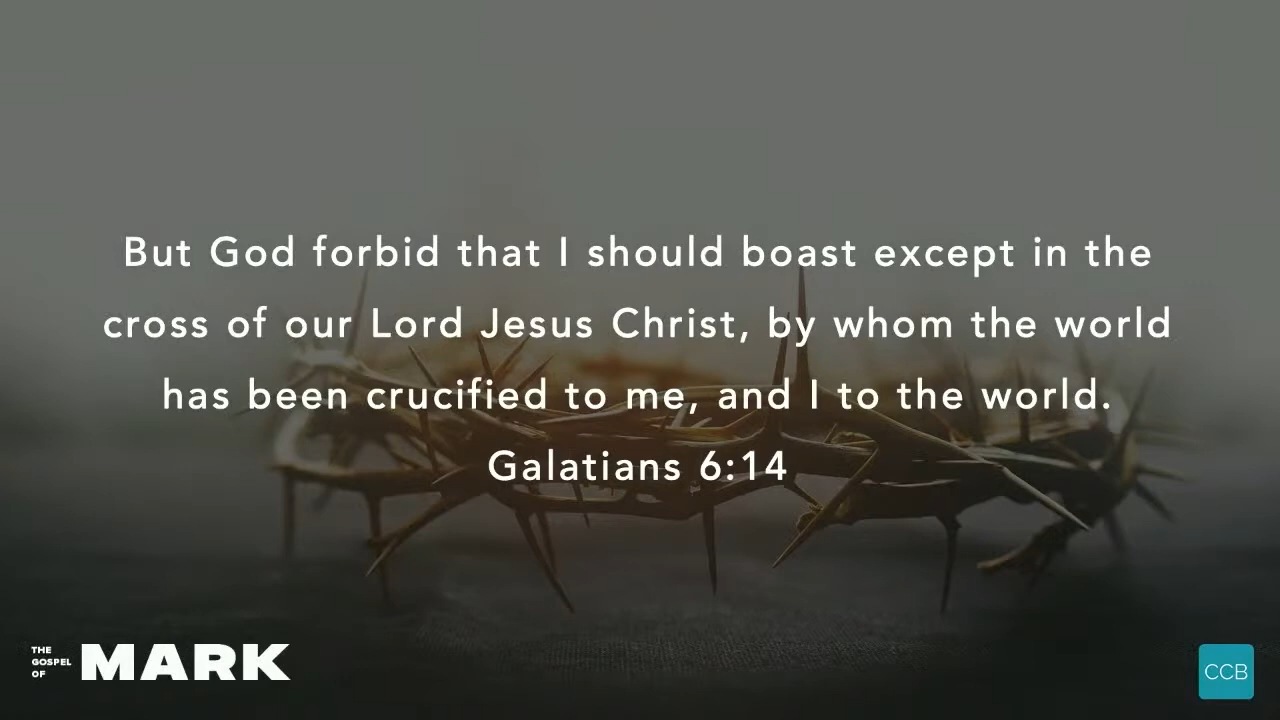 But God forbid that I should boast except in the
cross of our Lord Jesus Christ, by whom the world
has been crucified to me, and I to the world.
Galatians 6:14
THE
GOSPEL
OF
MARK
CCB